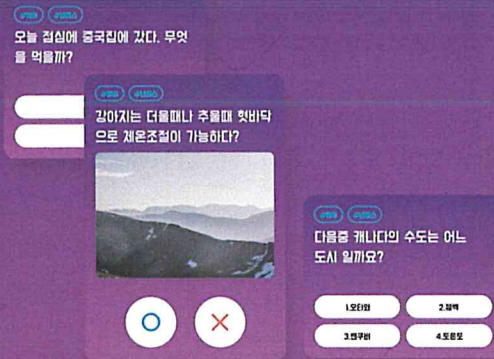 오늘 점심에 중국집에 갔다. 무엇
을 먹을까?
강아지는 더울때나 추울때 혓바닥
으로 체온조절이 가능하다?
다음중 캐나다의 수도는 어느
도시 일까요?
1.오타와
2.퀘백
3.벤쿠버
4.토론토